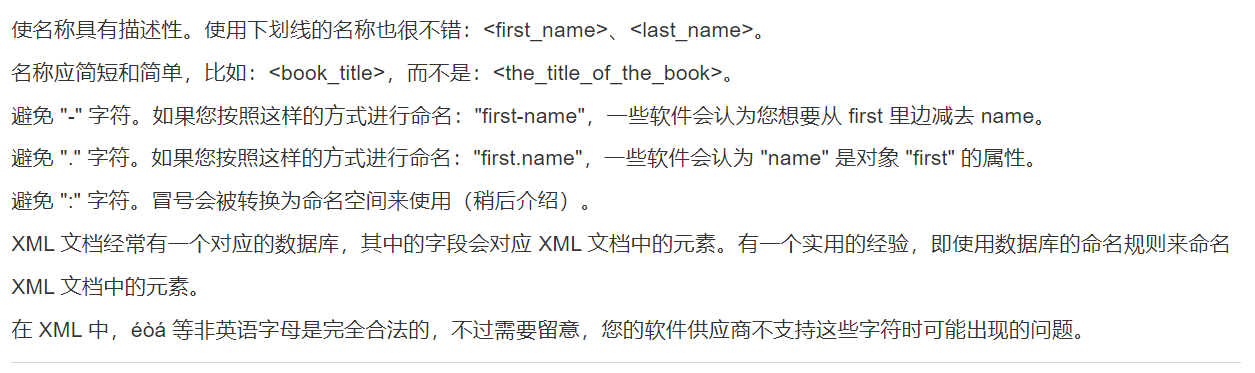 使名称具有描述性。使用下划线的名称也很不错：<first_name>、<last_name>。
名称应简短和简单，比如：<book_title>，而不是：<the_title_of_the_book>。
避免 "-" 字符。如果您按照这样的方式进行命名："first-name"，一些软件会认为您想要从 first 里边减去 name。
避免 "." 字符。如果您按照这样的方式进行命名："first.name"，一些软件会认为 "name" 是对象 "first" 的属性。
避免 ":" 字符。冒号会被转换为命名空间来使用（稍后介绍）。
XML 文档经常有一个对应的数据库，其中的字段会对应 XML 文档中的元素。有一个实用的经验，即使用数据库的命名规则来命名
XML 文档中的元素。
在 XML 中，éòá 等非英语字母是完全合法的，不过需要留意，您的软件供应商不支持这些字符时可能出现的问题。